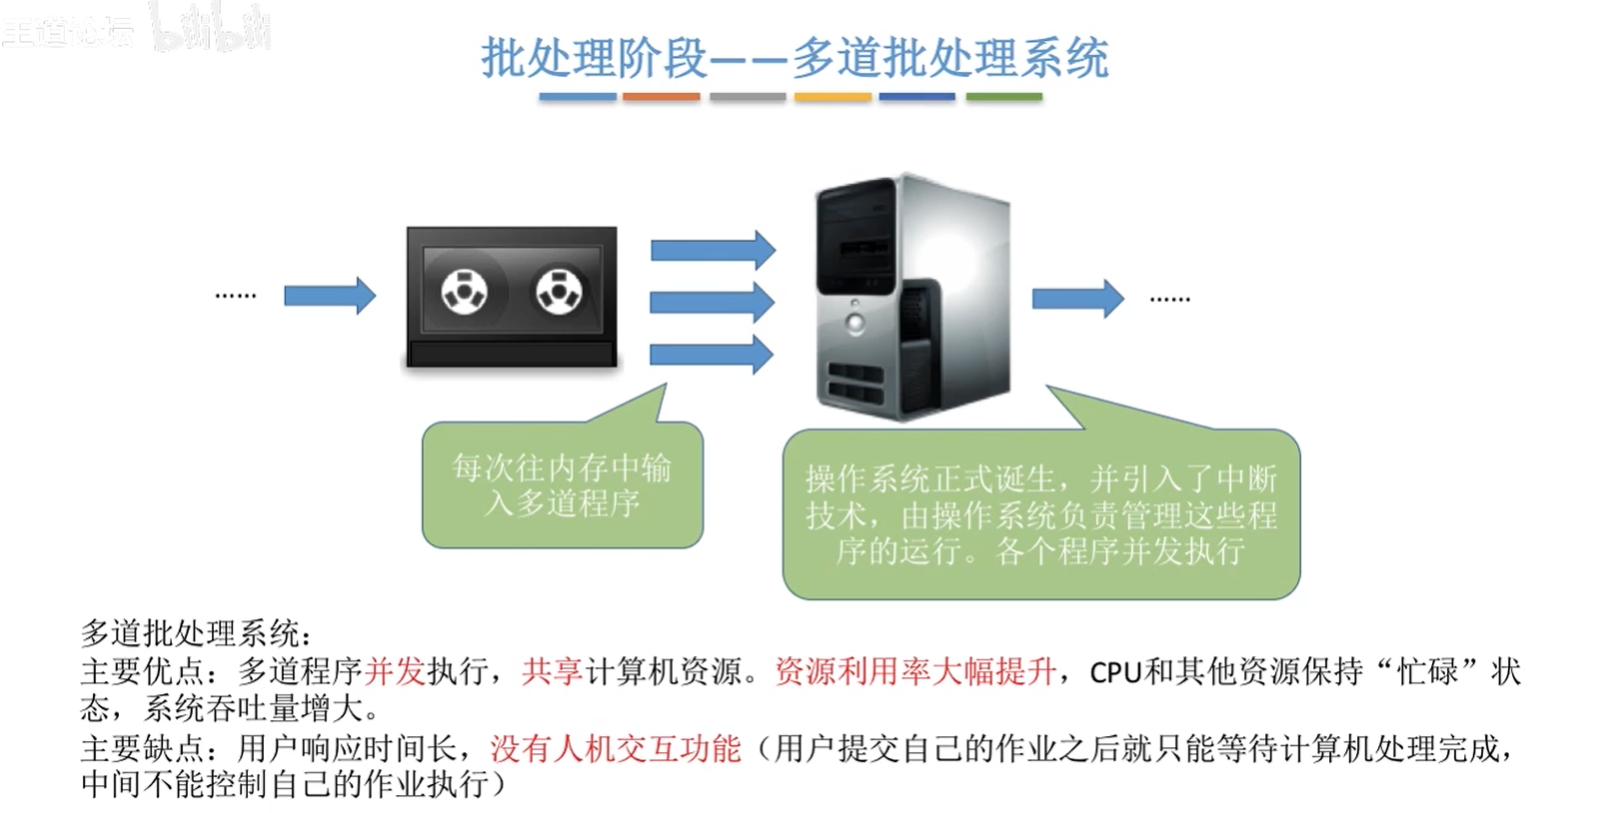 王道论坛 bilibili
批处理阶段——多道批处理系统
······
······
每次往内存中输
入多道程序
操作系统正式诞生，并引入了中断
技术，由操作系统负责管理这些程
序的运行。各个程序并发执行
多道批处理系统：
主要优点：多道程序并发执行，共享计算机资源。资源利用率大幅提升，CPU和其他资源保持“忙碌”状
态，系统吞吐量增大。
主要缺点：用户响应时间长，没有人机交互功能（用户提交自己的作业之后就只能等待计算机处理完成，
中间不能控制自己的作业执行）